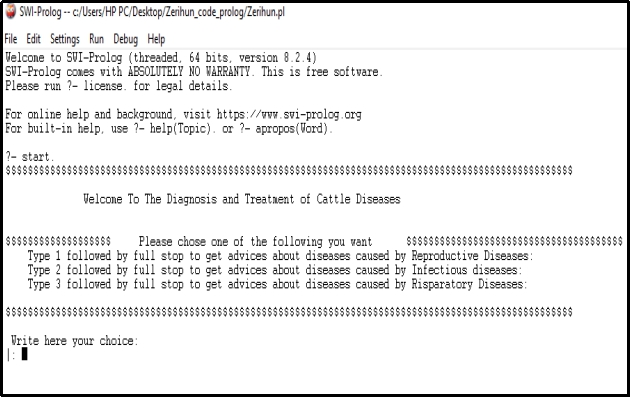 SWI-Prolog -- c:/Users/HP PC/Desktop/Zerihun_code_prolog/Zerihun.pl
File Edit Settings Run Debug Help
Welcome to SWI-Prolog (threaded, 64 bits, version 8.2.4)
SWI-Prolog comes with ABSOLUTELY NO WARRANTY. This is free software.
Please run ?- license. for legal details.
For online help and background, visit https://www.swi-prolog.org
For built-in help, use ?- help(Topic). or ?- apropos(Word).
?- start.
$$$$$$$$$$$$$$$$$$$$$$$$$$$$$$$$$$$$$$$$$$$$$$$$$$$$$$$$$$$$$$$$$$$$$$$$$$$$$$$$$$$$$$$$$$$$$$$$$$$$$$
Welcome To The Diagnosis and Treatment of Cattle Diseases
$$$$$$$$$$$$$$$$$$$ Please chose one of the following you want $$$$$$$$$$$$$$$$$$$$$$$$$$$$$$$$$$$$$$$
Type 1 followed by full stop to get advices about diseases caused by Reproductive Diseases:
Type 2 followed by full stop to get advices about diseases caused by Infectious diseases:
Type 3 followed by full stop to get advices about diseases caused by Risparatory Diseases:
$$$$$$$$$$$$$$$$$$$$$$$$$$$$$$$$$$$$$$$$$$$$$$$$$$$$$$$$$$$$$$$$$$$$$$$$$$$$$$$$$$$$$$$$$$$$$$$$$$$$$$
Write here your choice:
|: